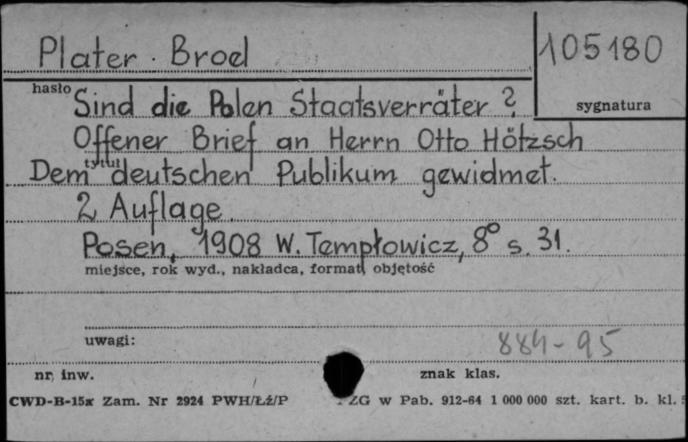 Plater . Broel
105180
hasło
sygnatura
Sind die Polen Staatsverräter ?
Offener Brief an Herrn Otto Hötzsch
tytuł
Dem deutschen Publikum gewidmet.
2 Auflage.
Posen, 1908 W. Tempłowicz, 8° s. 31.
miejsce, rok wyd., nakładca, format, objętość
uwagi:
884-95
nr. inw.
znak klas.
CWD-B-15x Zam. Nr 2924 PWH/Łź/P
ZG w Pab. 912-64 1 000 000 szt. kart. b. kl.